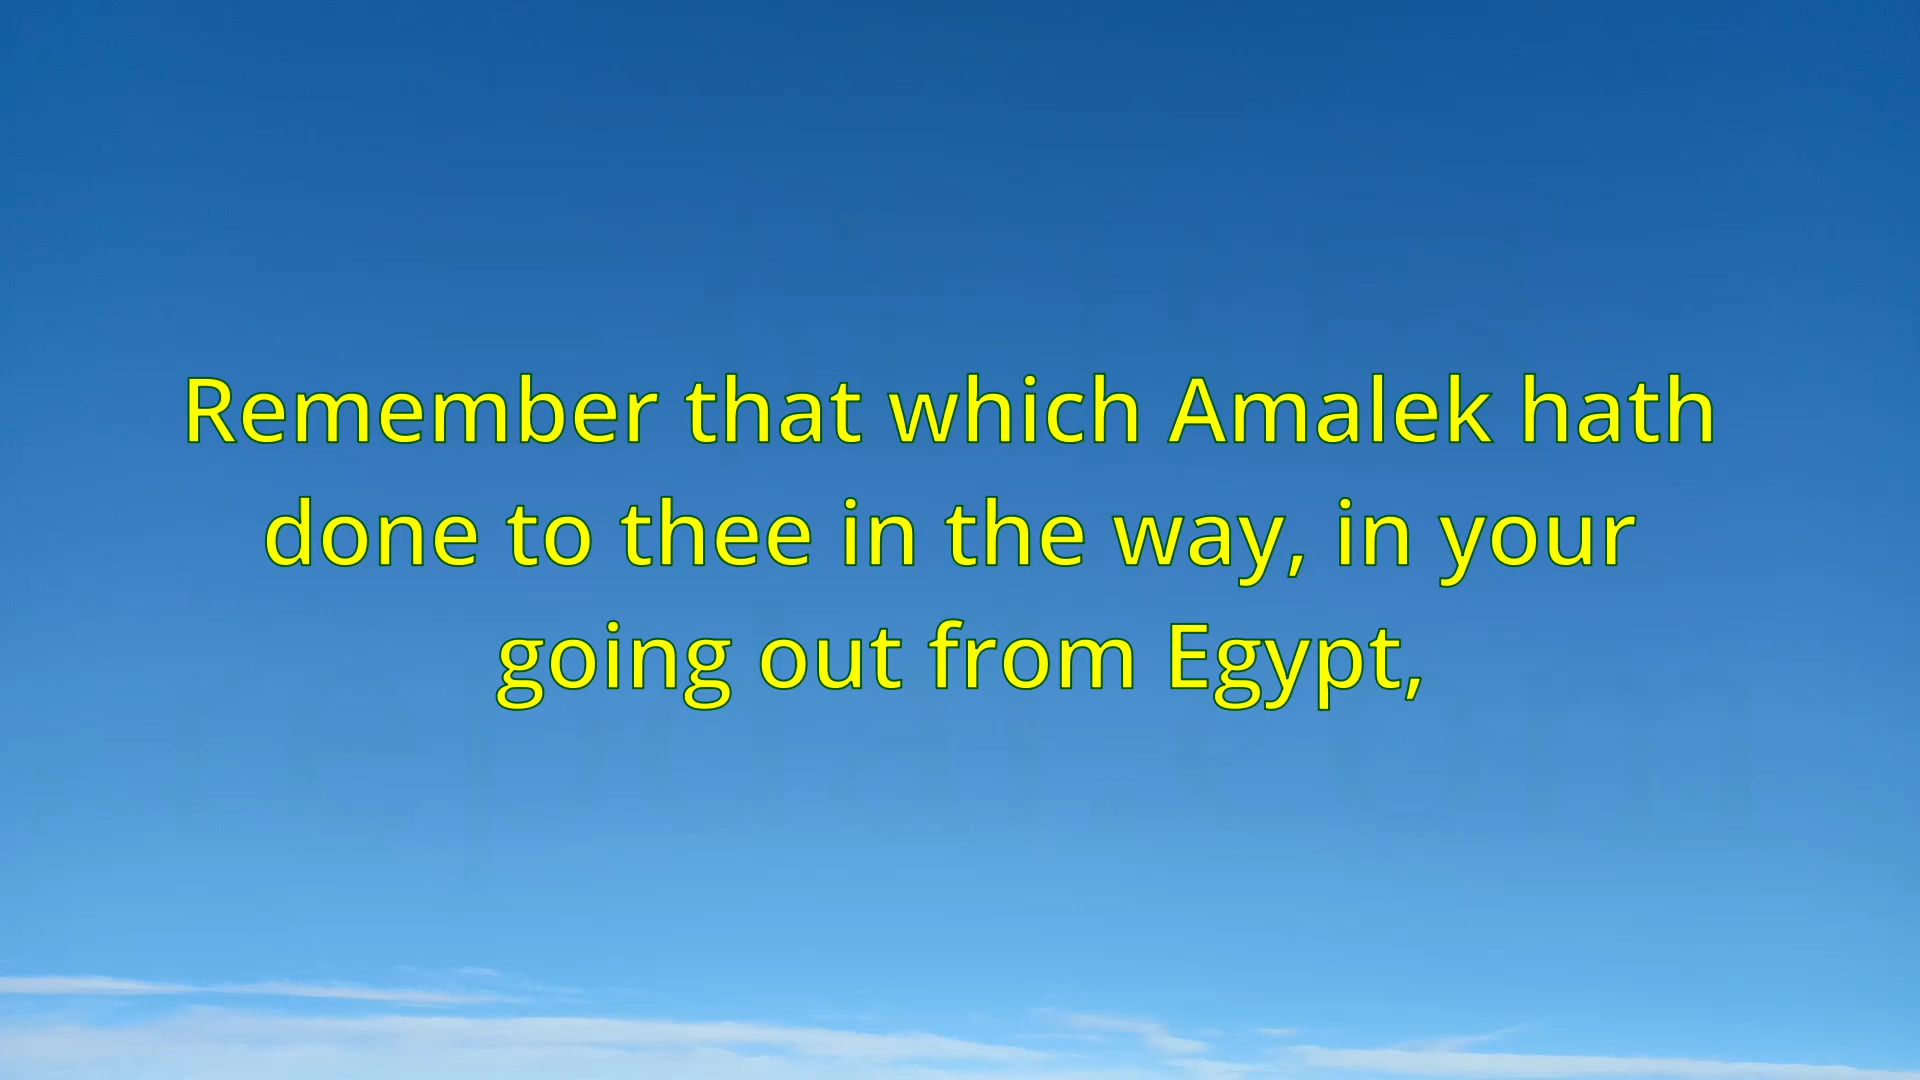 Remember that which Amalek hath
done to thee in the way, in your
going out from Egypt,